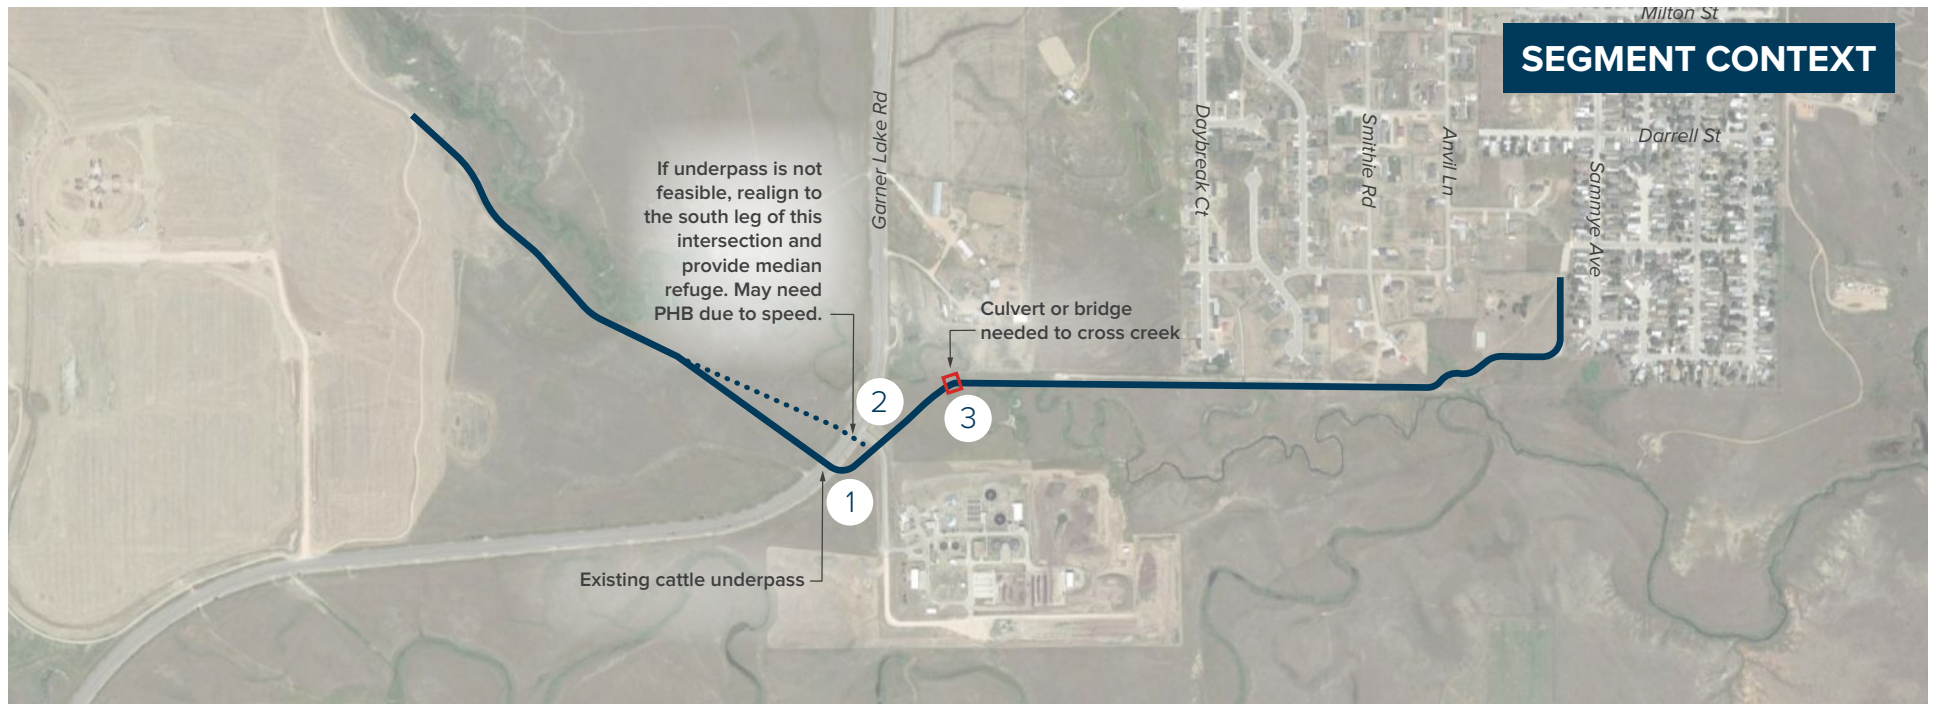 Milton St
SEGMENT CONTEXT
Garner Lake Rd
Daybreak Ct
Smithie Rd
Anvil Ln
Darrell St
Sammye Ave
If underpass is not
feasible, realign to
the south leg of this
intersection and
provide median
refuge. May need
PHB due to speed.
Culvert or bridge
needed to cross creek
2
3
1
Existing cattle underpass